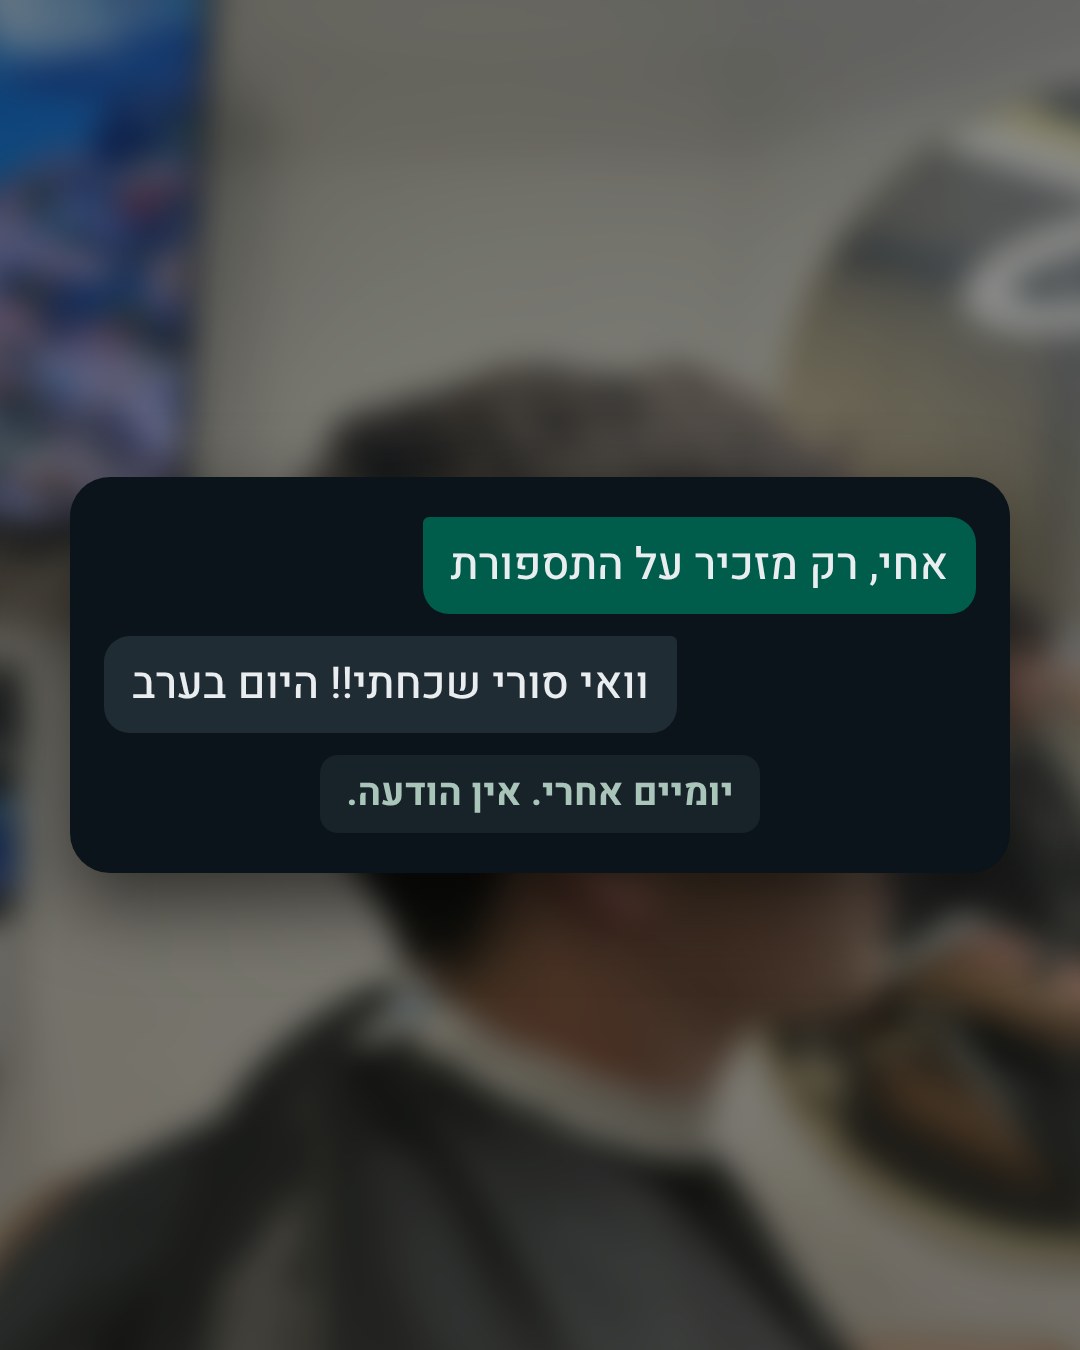 אחי, רק מזכיר על התספורת
וואי סורי שכחתי!! היום בערב
יומיים אחרי. אין הודעה.